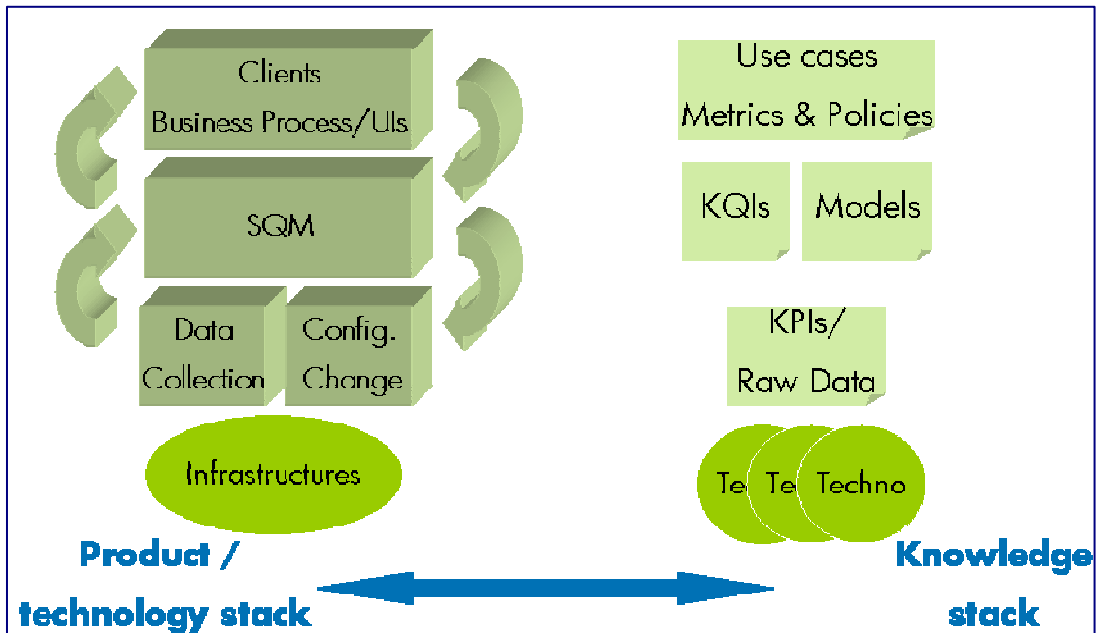 Clients
Business Process/UIs
SQM
Data
Collection
Config.
Change
Infrastructures
Product /
technology stack
Use cases
Metrics & Policies
KQIs
Models
KPIs/
Raw Data
Te
Te
Techno
Knowledge
stack